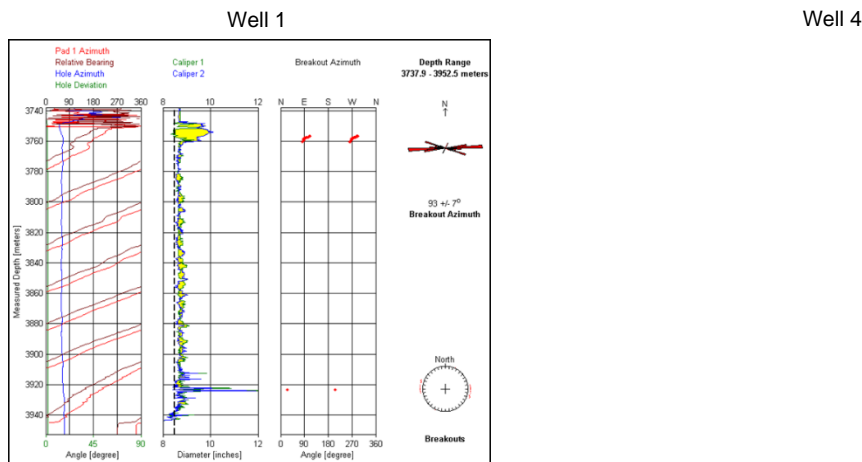 Well 1
Well 4
Pad 1 Azimuth
Relative Bearing
Hole Azimuth
Hole Deviation
Caliper 1
Caliper 2
Breakout Azimuth
Depth Range
3737.9 - 3952.5 meters
0 90 180 270 360
8 10 12
N E S W N
N
3740
3760
3780
3800
3820
3840
3860
3880
3900
3920
3940
Measured Depth [meters]
93 +/- 7°
Breakout Azimuth
North
Breakouts
0 45 90
Angle [degree]
8 10 12
Diameter [inches]
0 90 180 270 360
Angle [degree]